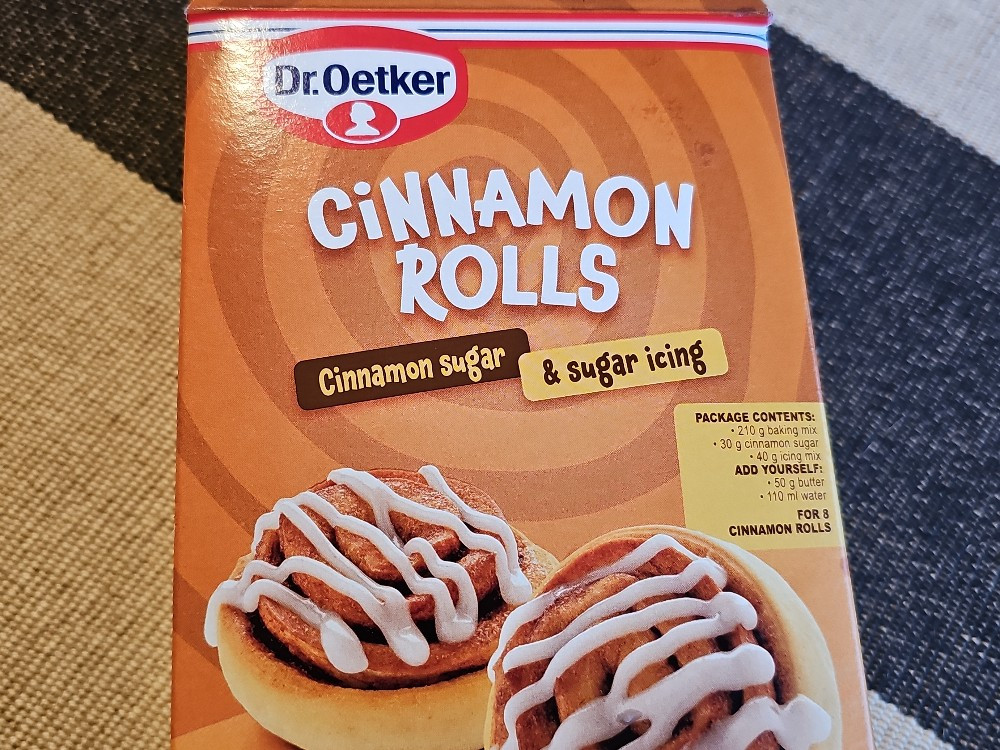 Dr.Oetker
CiNNAMON
ROLLS
Cinnamon sugar
& sugar icing
PACKAGE CONTENTS:
• 210 g baking mix
• 30 g cinnamon sugar
• 40 g icing mix
ADD YOURSELF:
• 50 g butter
• 110 ml water
FOR 8
CINNAMON ROLLS